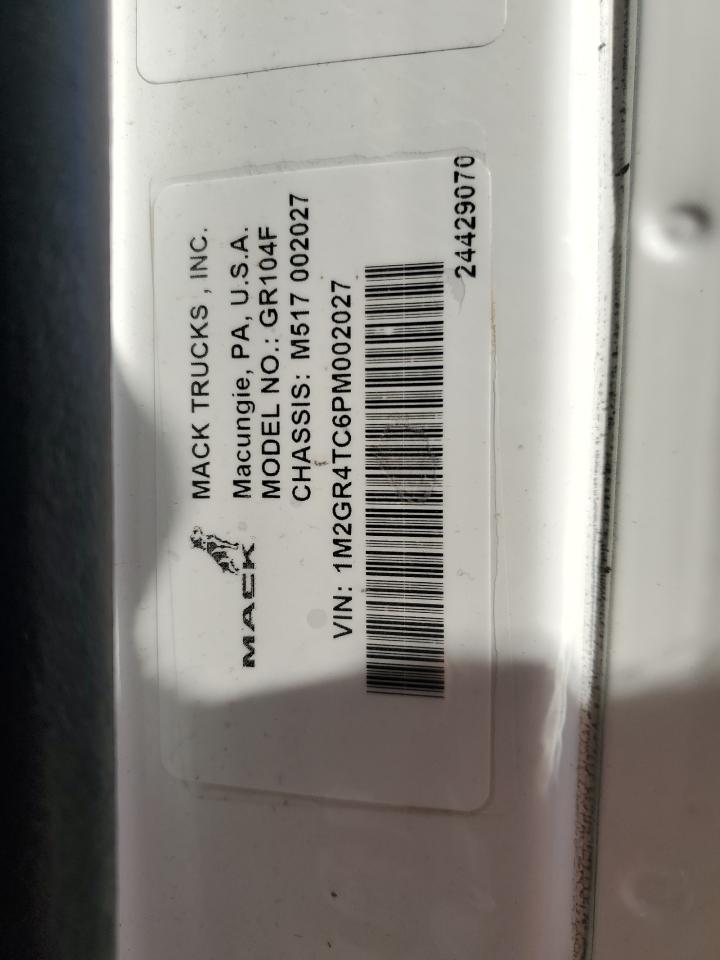 MACK
MACK TRUCKS , INC.
Macungie, PA, U.S.A.
MODEL NO.: GR104F
CHASSIS: M517 002027
VIN: 1M2GR4TC6PM002027
24429070